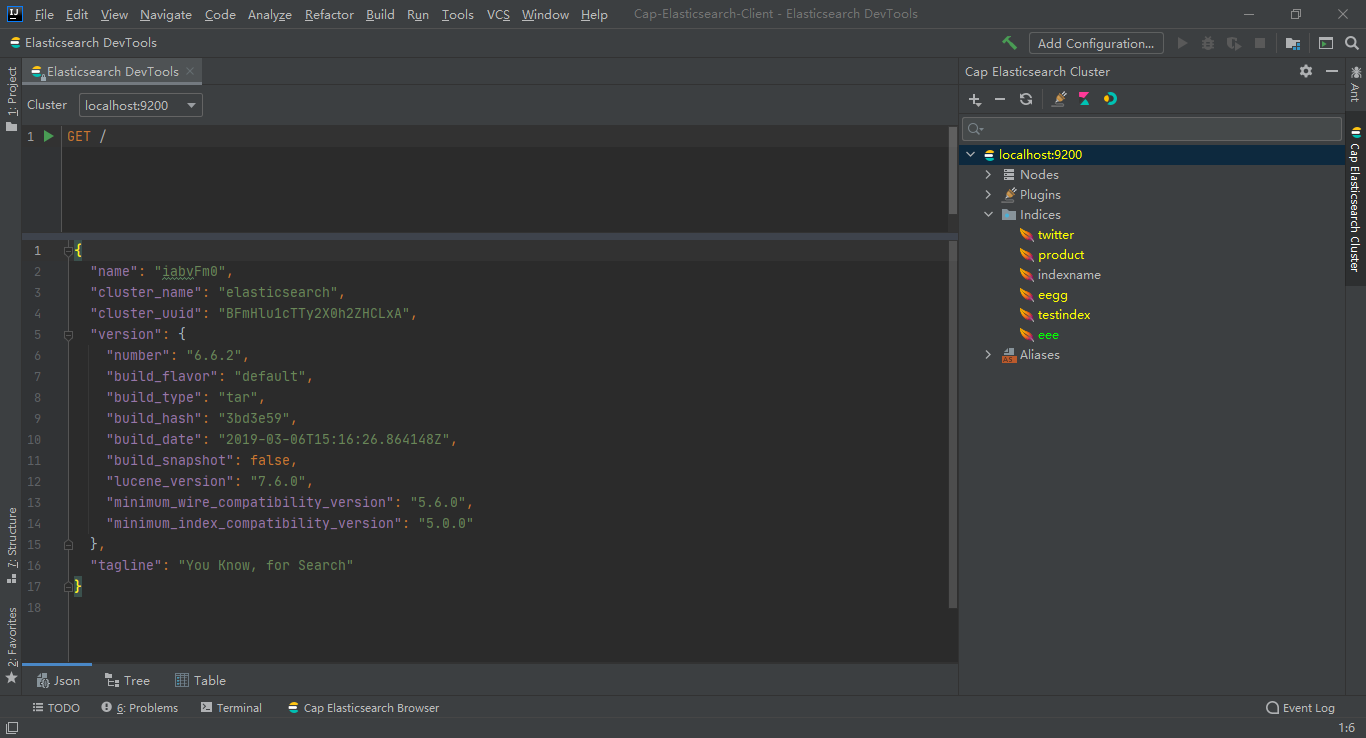 File Edit View Navigate Code Analyze Refactor Build Run Tools VCS Window Help Cap-Elasticsearch-Client - Elasticsearch DevTools
Elasticsearch DevTools
Add Configuration...
1: Project
Elasticsearch DevTools
Cluster localhost:9200
1 GET /
1 {
2 "name": "iabvFm0",
3 "cluster_name": "elasticsearch",
4 "cluster_uuid": "BFmHlu1cTTy2X0h2ZHCLxA",
5 "version": {
6 "number": "6.6.2",
7 "build_flavor": "default",
8 "build_type": "tar",
9 "build_hash": "3bd3e59",
10 "build_date": "2019-03-06T15:16:26.864148Z",
11 "build_snapshot": false,
12 "lucene_version": "7.6.0",
13 "minimum_wire_compatibility_version": "5.6.0",
14 "minimum_index_compatibility_version": "5.0.0"
15 },
16 "tagline": "You Know, for Search"
17 }
18
7: Structure
2: Favorites
Json Tree Table
Cap Elasticsearch Cluster
localhost:9200
Nodes
Plugins
Indices
twitter
product
indexname
eegg
testindex
eee
AS Aliases
Ant
Cap Elasticsearch Cluster
TODO 6: Problems Terminal Cap Elasticsearch Browser Event Log
1:6